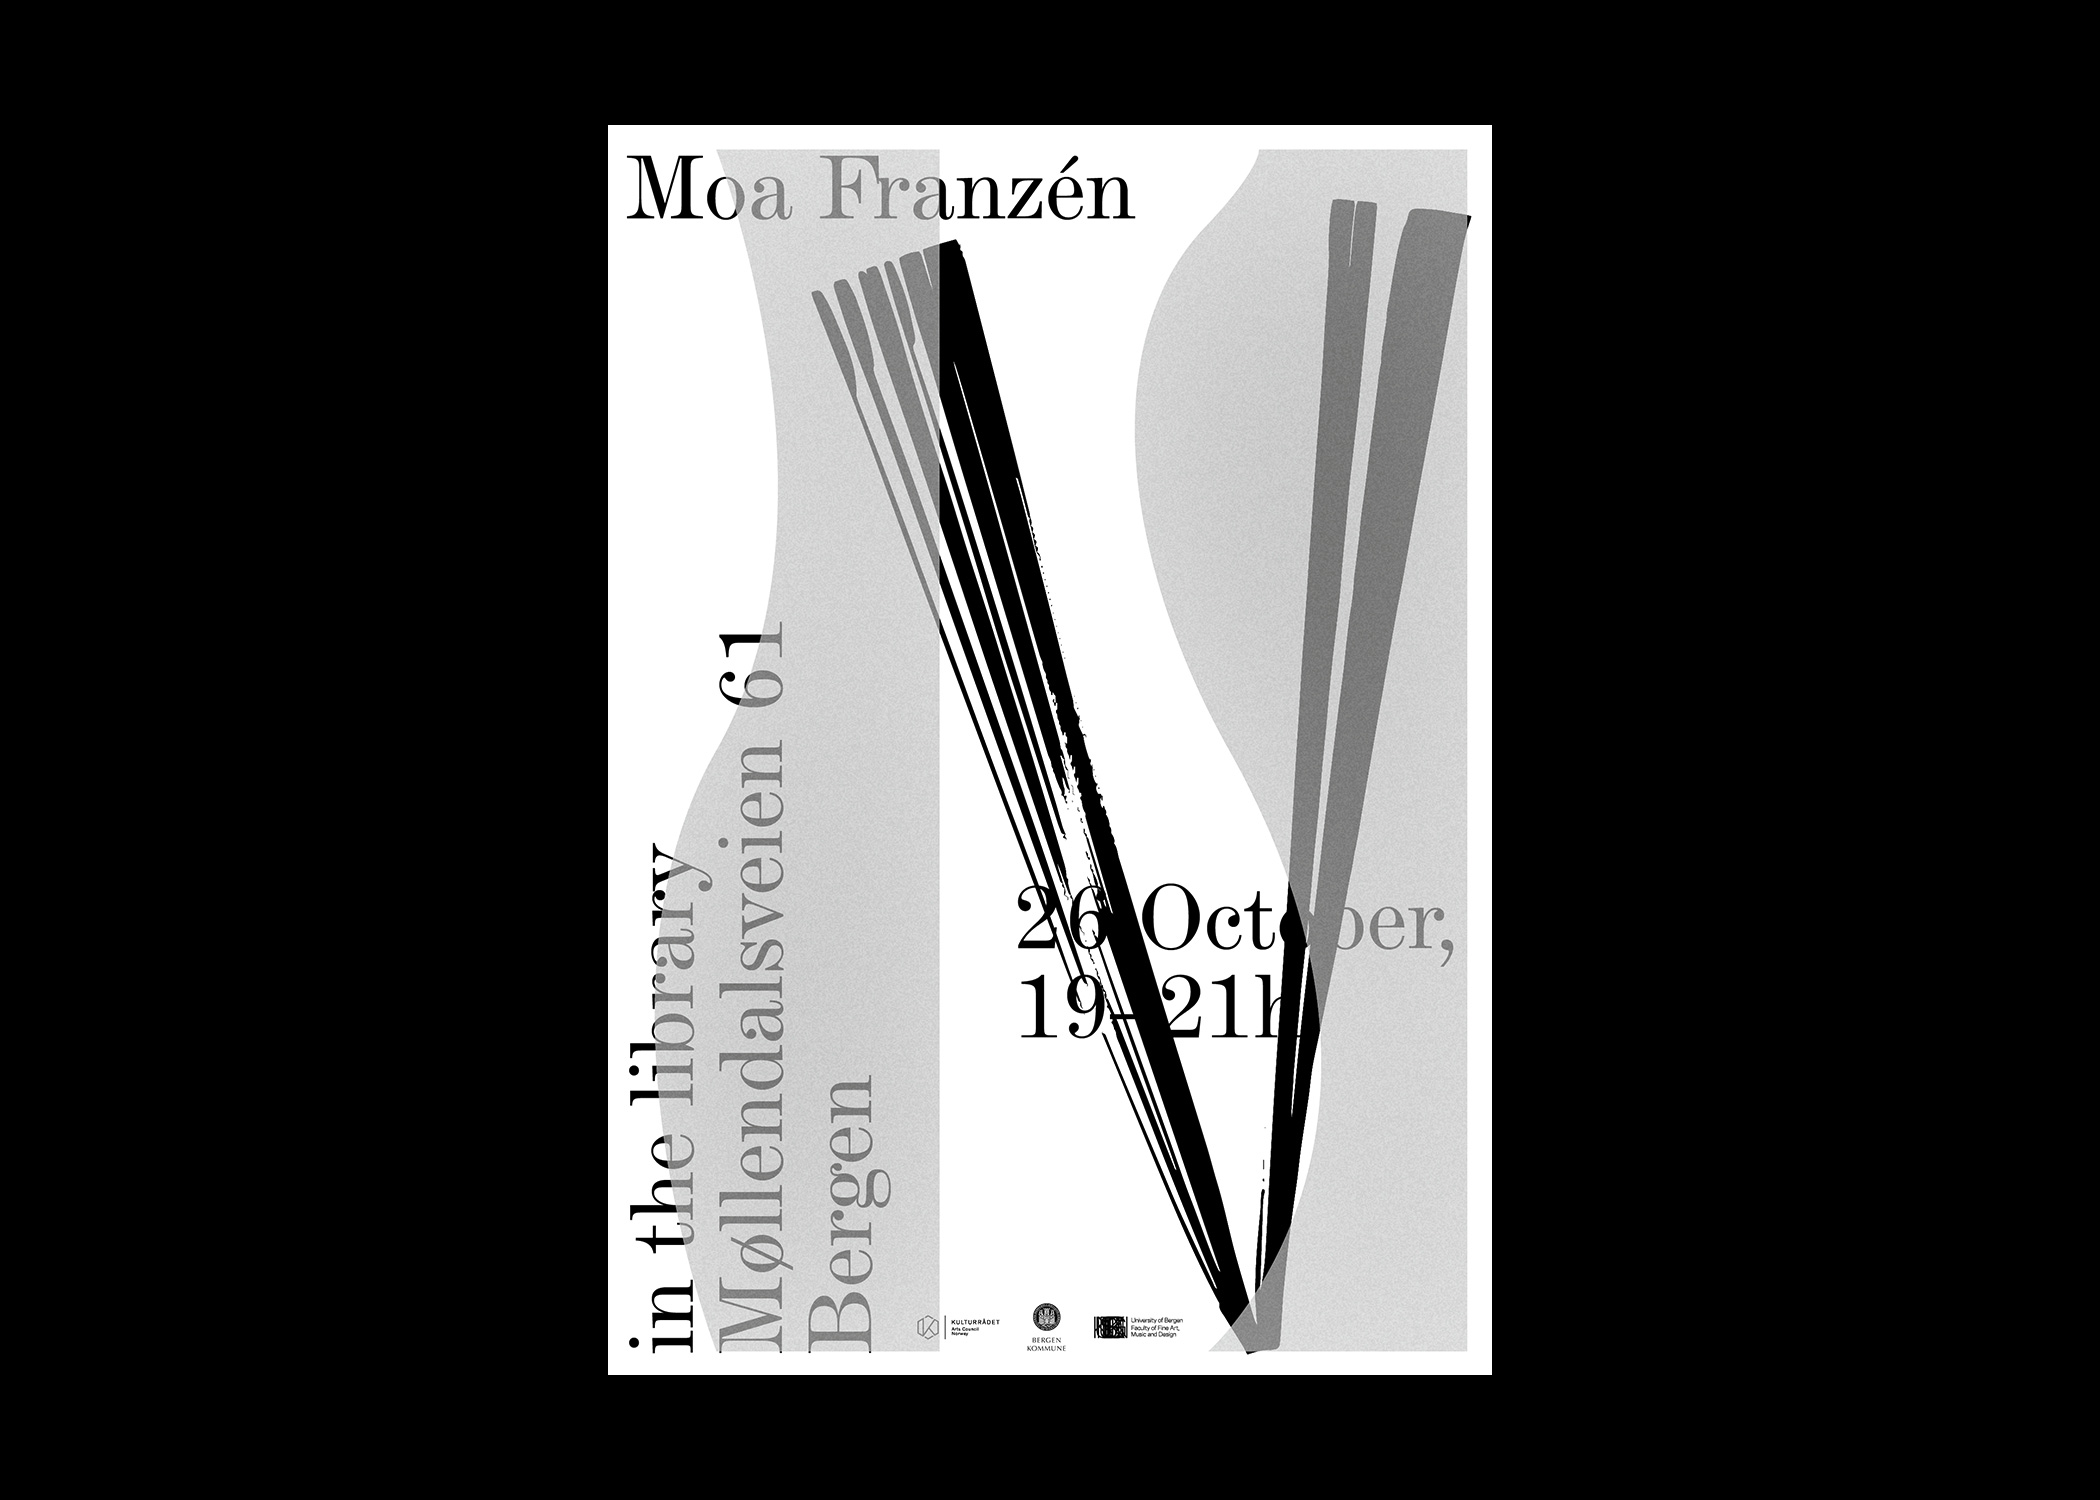 Moa Franzén
in the library
Møllendalsveien 61
Bergen
26 October,
19–21h
KULTURRÅDET
Arts Council
Norway
BERGEN
KOMMUNE
University of Bergen
Faculty of Fine Art,
Music and Design